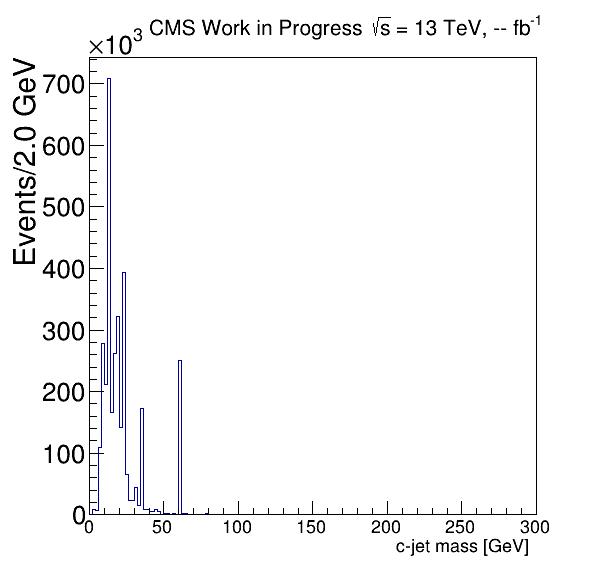 ×10³ CMS Work in Progress √s = 13 TeV, -- fb⁻¹
Events/2.0 GeV
700
600
500
400
300
200
100
0
0 50 100 150 200 250 300
c-jet mass [GeV]